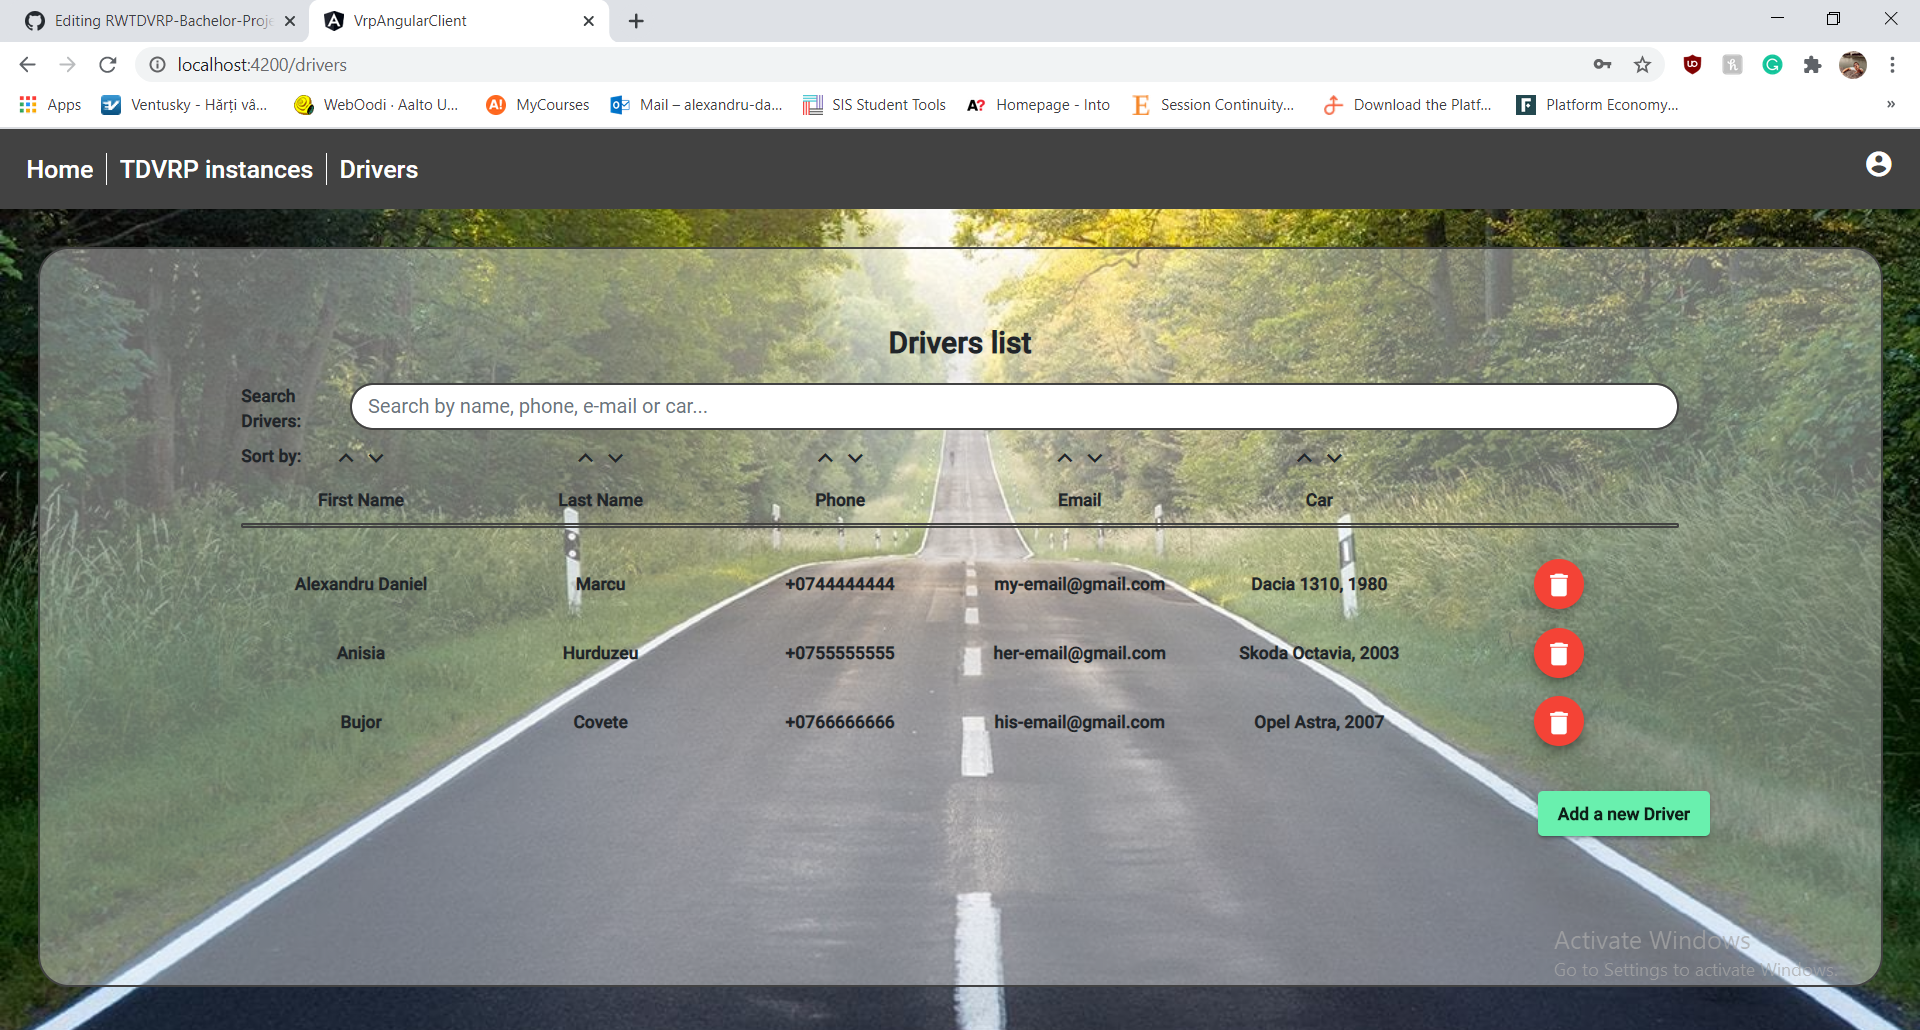 Editing RWTDVRP-Bachelor-Proje
VrpAngularClient
localhost:4200/drivers
Apps
Ventusky - Hărți vâ...
WebOodi · Aalto U...
MyCourses
Mail – alexandru-da...
SIS Student Tools
Homepage - Into
Session Continuity...
Download the Platf...
Platform Economy...
»
Home
TDVRP instances
Drivers
Drivers list
Search
Drivers:
Search by name, phone, e-mail or car...
Sort by:
First Name Last Name Phone Email Car
Alexandru Daniel Marcu +0744444444 my-email@gmail.com Dacia 1310, 1980
Anisia Hurduzeu +0755555555 her-email@gmail.com Skoda Octavia, 2003
Bujor Covete +0766666666 his-email@gmail.com Opel Astra, 2007
Add a new Driver
Activate Windows
Go to Settings to activate Windows.